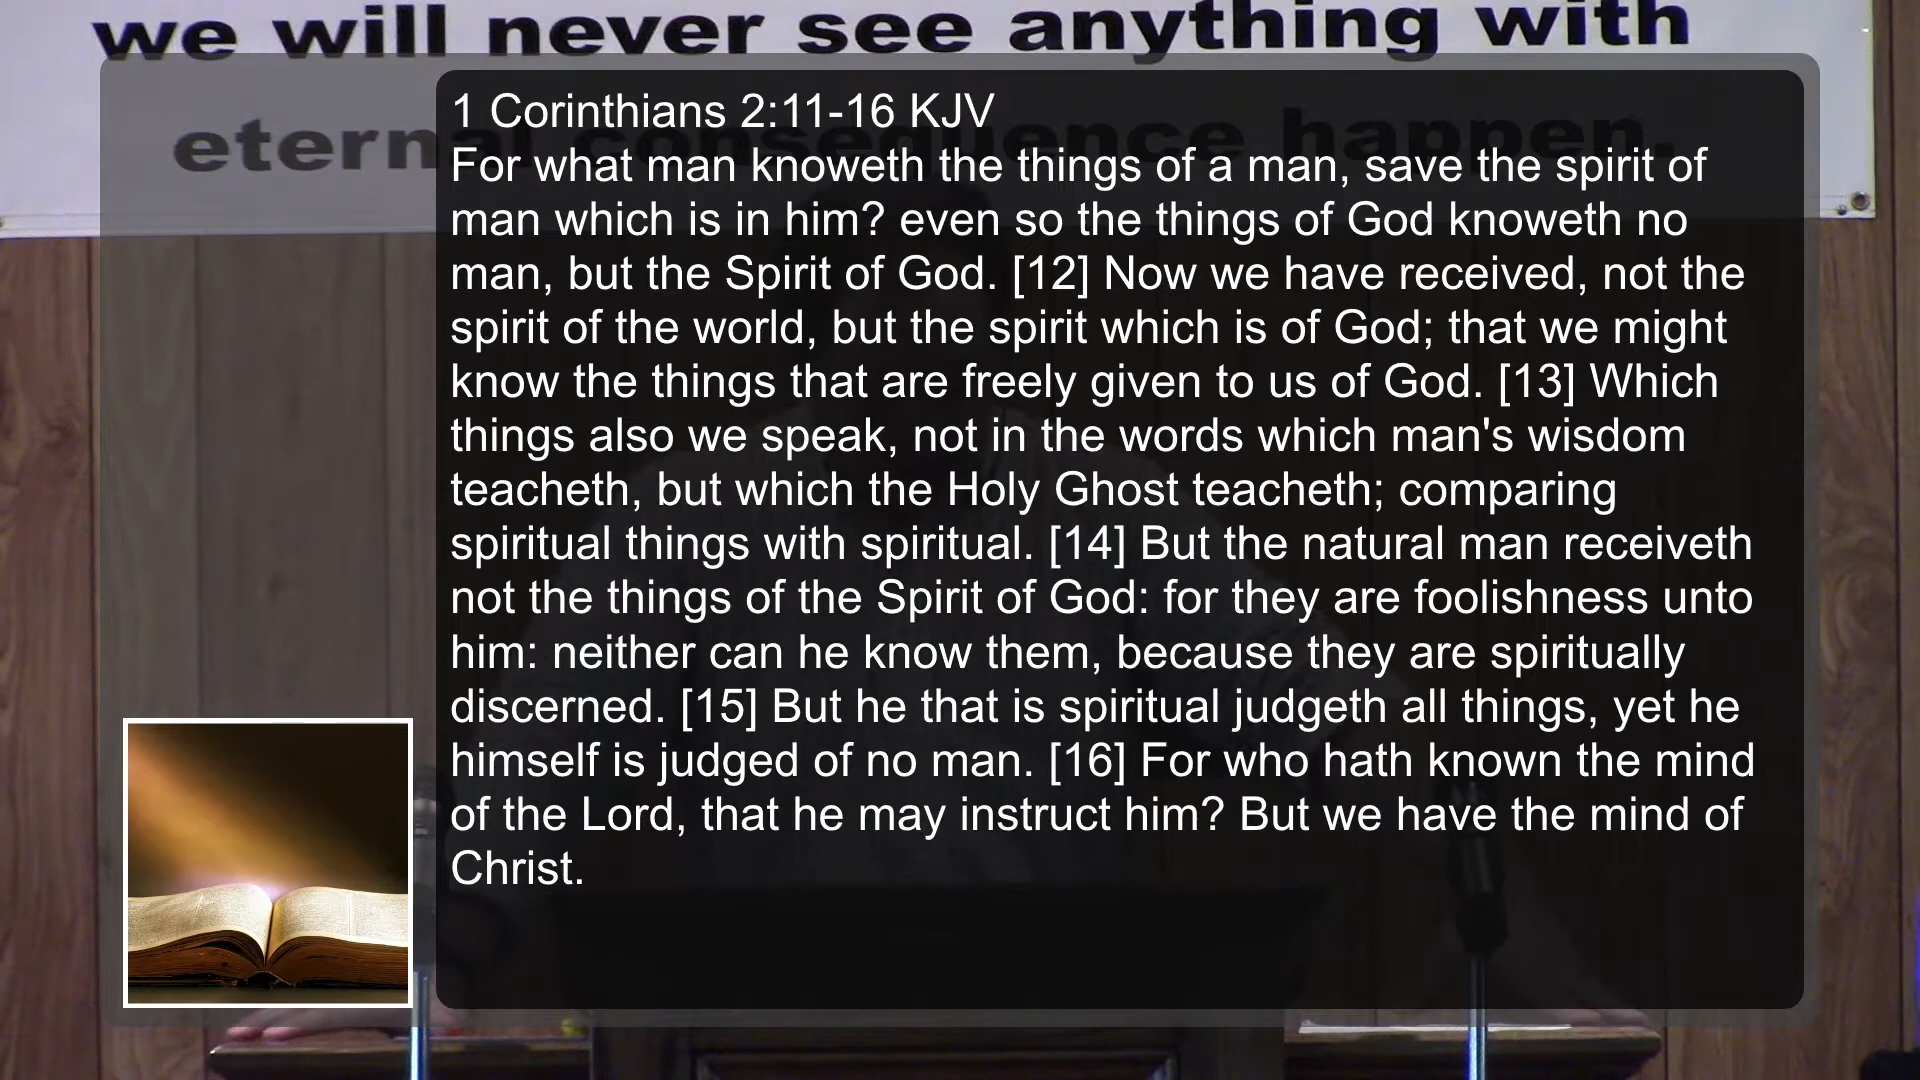 we will never see anything with
eternal consequence happen.
1 Corinthians 2:11-16 KJV
For what man knoweth the things of a man, save the spirit of
man which is in him? even so the things of God knoweth no
man, but the Spirit of God. [12] Now we have received, not the
spirit of the world, but the spirit which is of God; that we might
know the things that are freely given to us of God. [13] Which
things also we speak, not in the words which man's wisdom
teacheth, but which the Holy Ghost teacheth; comparing
spiritual things with spiritual. [14] But the natural man receiveth
not the things of the Spirit of God: for they are foolishness unto
him: neither can he know them, because they are spiritually
discerned. [15] But he that is spiritual judgeth all things, yet he
himself is judged of no man. [16] For who hath known the mind
of the Lord, that he may instruct him? But we have the mind of
Christ.